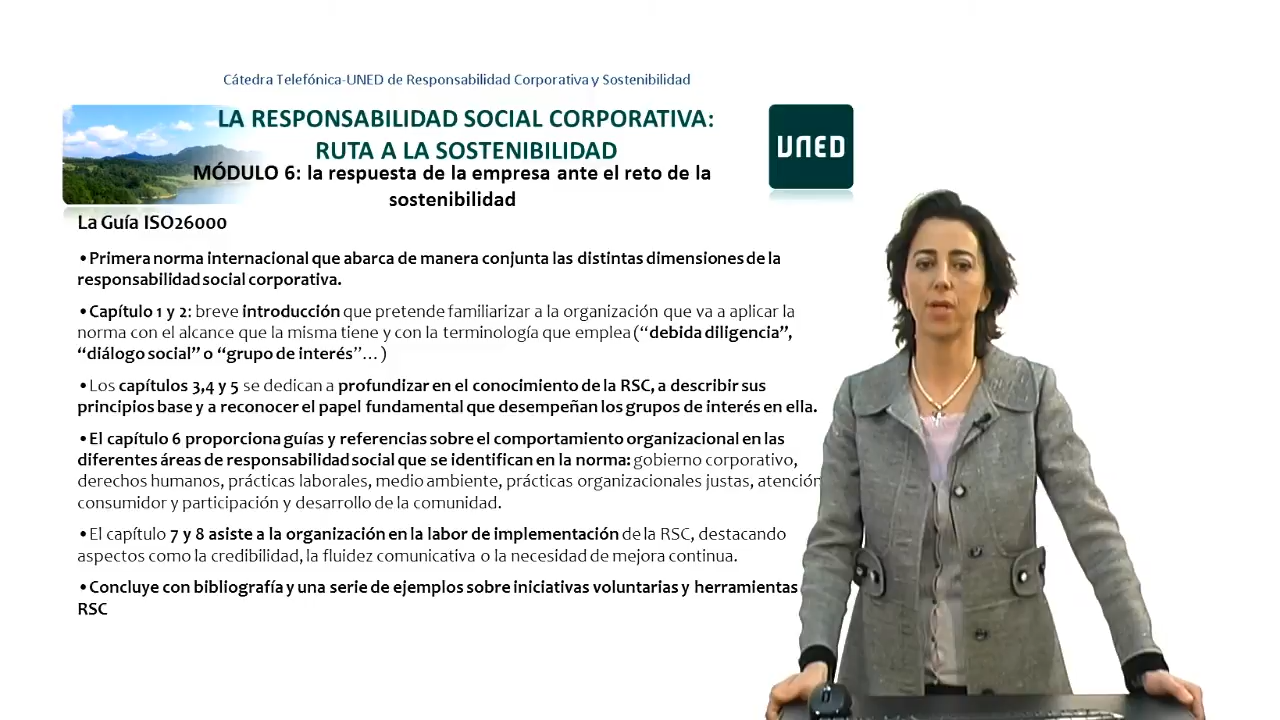 Cátedra Telefónica-UNED de Responsabilidad Corporativa y Sostenibilidad
LA RESPONSABILIDAD SOCIAL CORPORATIVA:
RUTA A LA SOSTENIBILIDAD
UNED
MÓDULO 6: la respuesta de la empresa ante el reto de la
sostenibilidad
La Guía ISO26000
•Primera norma internacional que abarca de manera conjunta las distintas dimensiones de la
responsabilidad social corporativa.
•Capítulo 1 y 2: breve introducción que pretende familiarizar a la organización que va a aplicar la
norma con el alcance que la misma tiene y con la terminología que emplea (“debida diligencia”,
“diálogo social” o “grupo de interés”…)
•Los capítulos 3,4 y 5 se dedican a profundizar en el conocimiento de la RSC, a describir sus
principios base y a reconocer el papel fundamental que desempeñan los grupos de interés en ella.
•El capítulo 6 proporciona guías y referencias sobre el comportamiento organizacional en las
diferentes áreas de responsabilidad social que se identifican en la norma: gobierno corporativo,
derechos humanos, prácticas laborales, medio ambiente, prácticas organizacionales justas, atención
consumidor y participación y desarrollo de la comunidad.
•El capítulo 7 y 8 asiste a la organización en la labor de implementación de la RSC, destacando
aspectos como la credibilidad, la fluidez comunicativa o la necesidad de mejora continua.
•Concluye con bibliografía y una serie de ejemplos sobre iniciativas voluntarias y herramientas
RSC